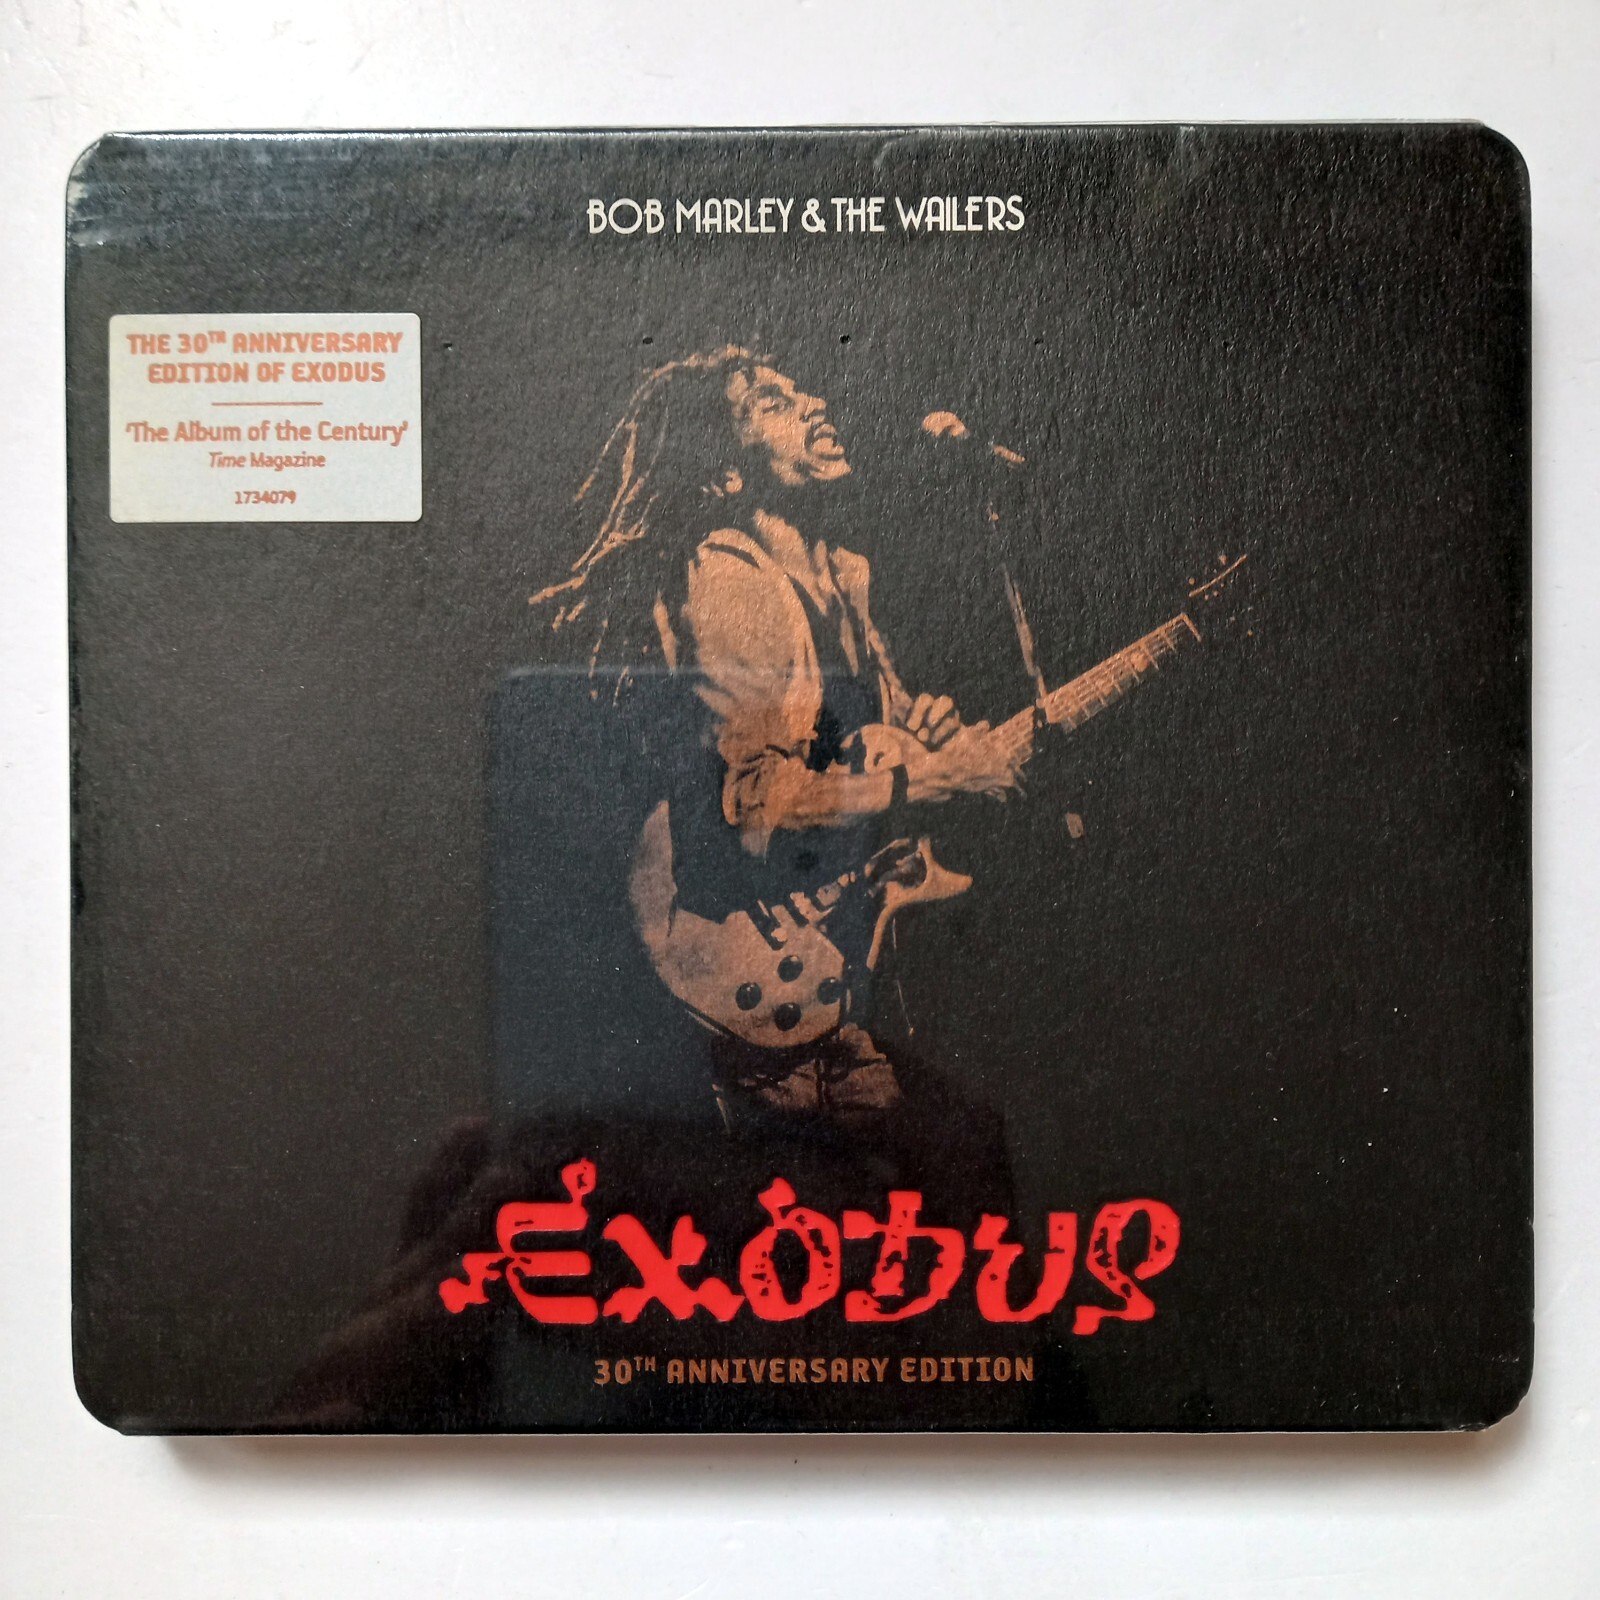 BOB MARLEY & THE WAILERS
THE 30TH ANNIVERSARY
EDITION OF EXODUS
'The Album of the Century'
Time Magazine
1734079
EXODUS
30TH ANNIVERSARY EDITION